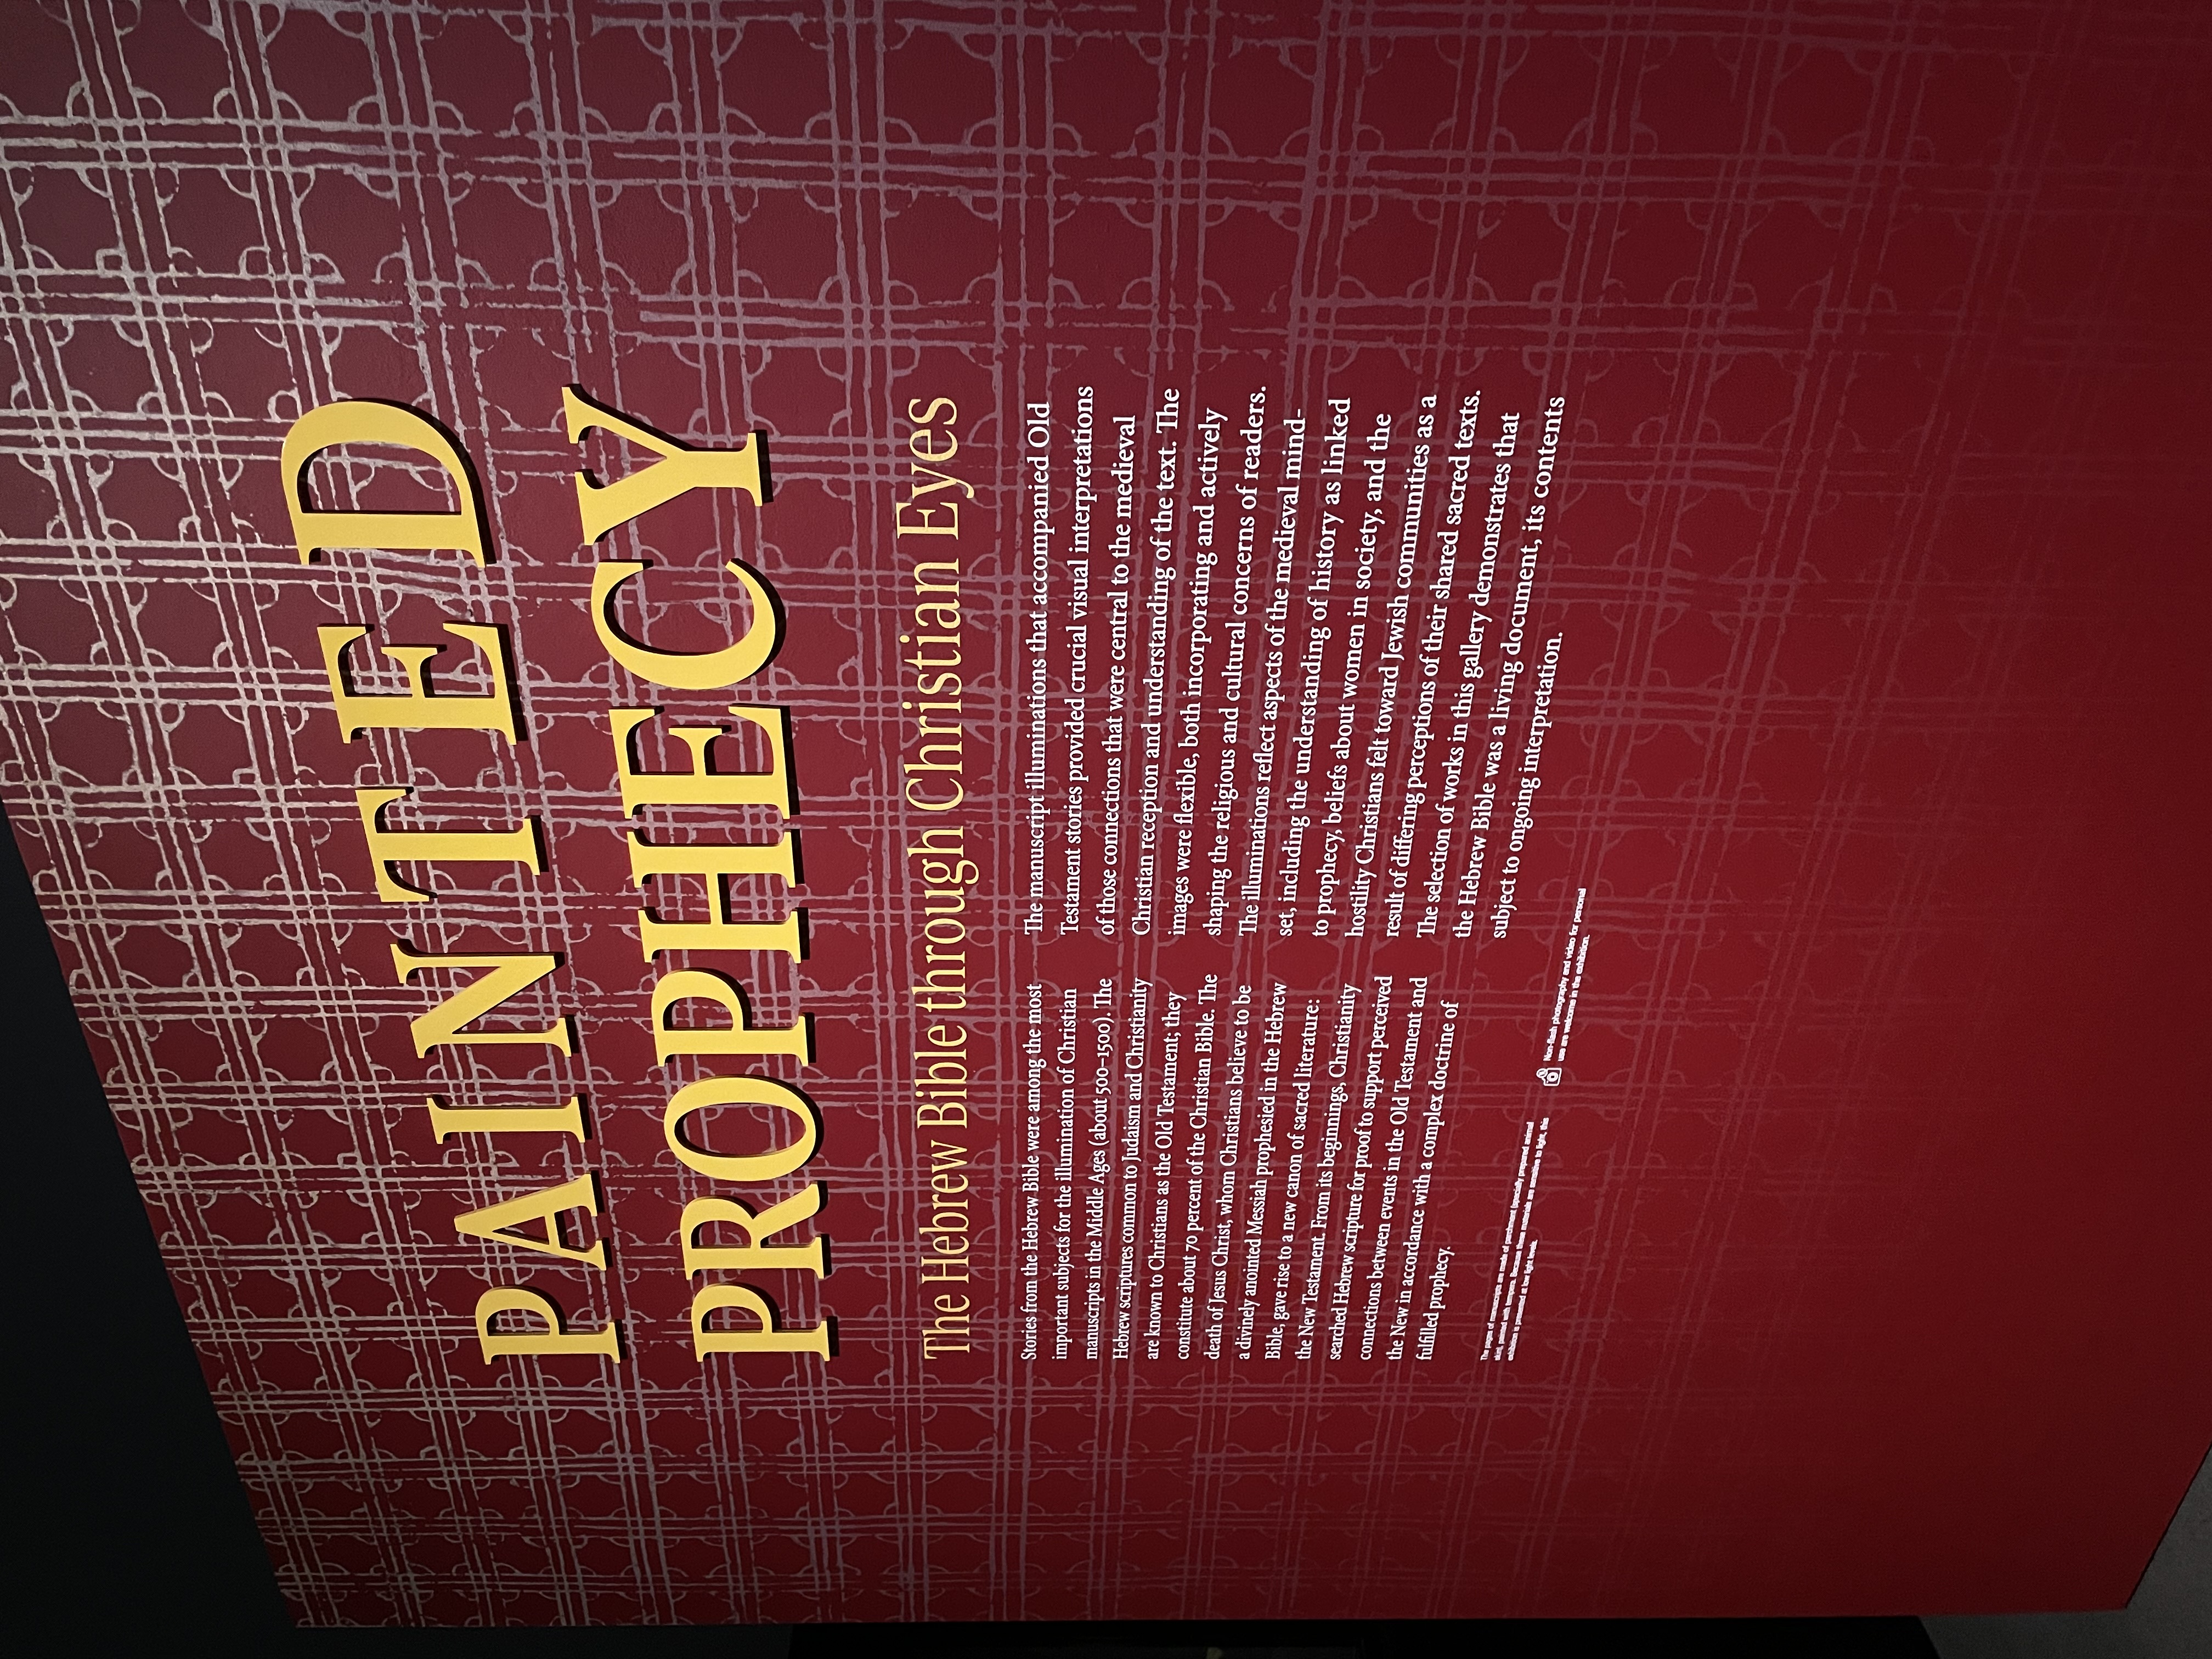 PAINTED
PROPHECY
The Hebrew Bible through Christian Eyes
Stories from the Hebrew Bible were among the most
important subjects for the illumination of Christian
manuscripts in the Middle Ages (about 500–1500). The
Hebrew scriptures common to Judaism and Christianity
are known to Christians as the Old Testament; they
constitute about 70 percent of the Christian Bible. The
death of Jesus Christ, whom Christians believe to be
a divinely anointed Messiah prophesied in the Hebrew
Bible, gave rise to a new canon of sacred literature:
the New Testament. From its beginnings, Christianity
searched Hebrew scripture for proof to support perceived
connections between events in the Old Testament and
the New in accordance with a complex doctrine of
fulfilled prophecy.
The manuscript illuminations that accompanied Old
Testament stories provided crucial visual interpretations
of those connections that were central to the medieval
Christian reception and understanding of the text. The
images were flexible, both incorporating and actively
shaping the religious and cultural concerns of readers.
The illuminations reflect aspects of the medieval mind-
set, including the understanding of history as linked
to prophecy, beliefs about women in society, and the
hostility Christians felt toward Jewish communities as a
result of differing perceptions of their shared sacred texts.
The selection of works in this gallery demonstrates that
the Hebrew Bible was a living document, its contents
subject to ongoing interpretation.
The pages of manuscripts are made of parchment (specially prepared animal
skin), painted with tempera. Because these materials are sensitive to light, this
exhibition is presented at low light levels.
Non-flash photography and video for personal
use are welcome in the exhibition.